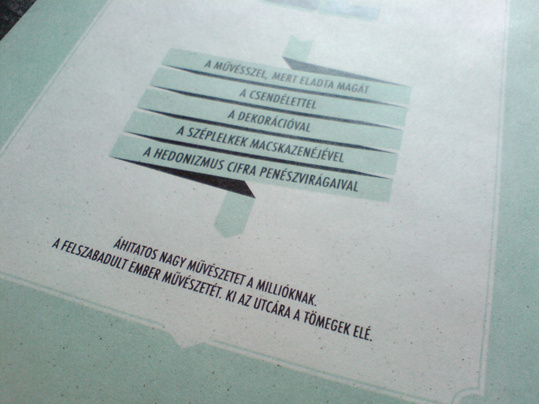 A MŰVÉSSZEL, MERT ELADTA MAGÁT
A CSENDÉLETTEL
A DEKORÁCIÓVAL
A SZÉPLELKEK MACSKAZENÉJÉVEL
A HEDONIZMUS CIFRA PENÉSZVIRÁGAIVAL
ÁHITATOS NAGY MŰVÉSZETET A MILLIÓKNAK.
A FELSZABADULT EMBER MŰVÉSZETÉT. KI AZ UTCÁRA A TÖMEGEK ELÉ.